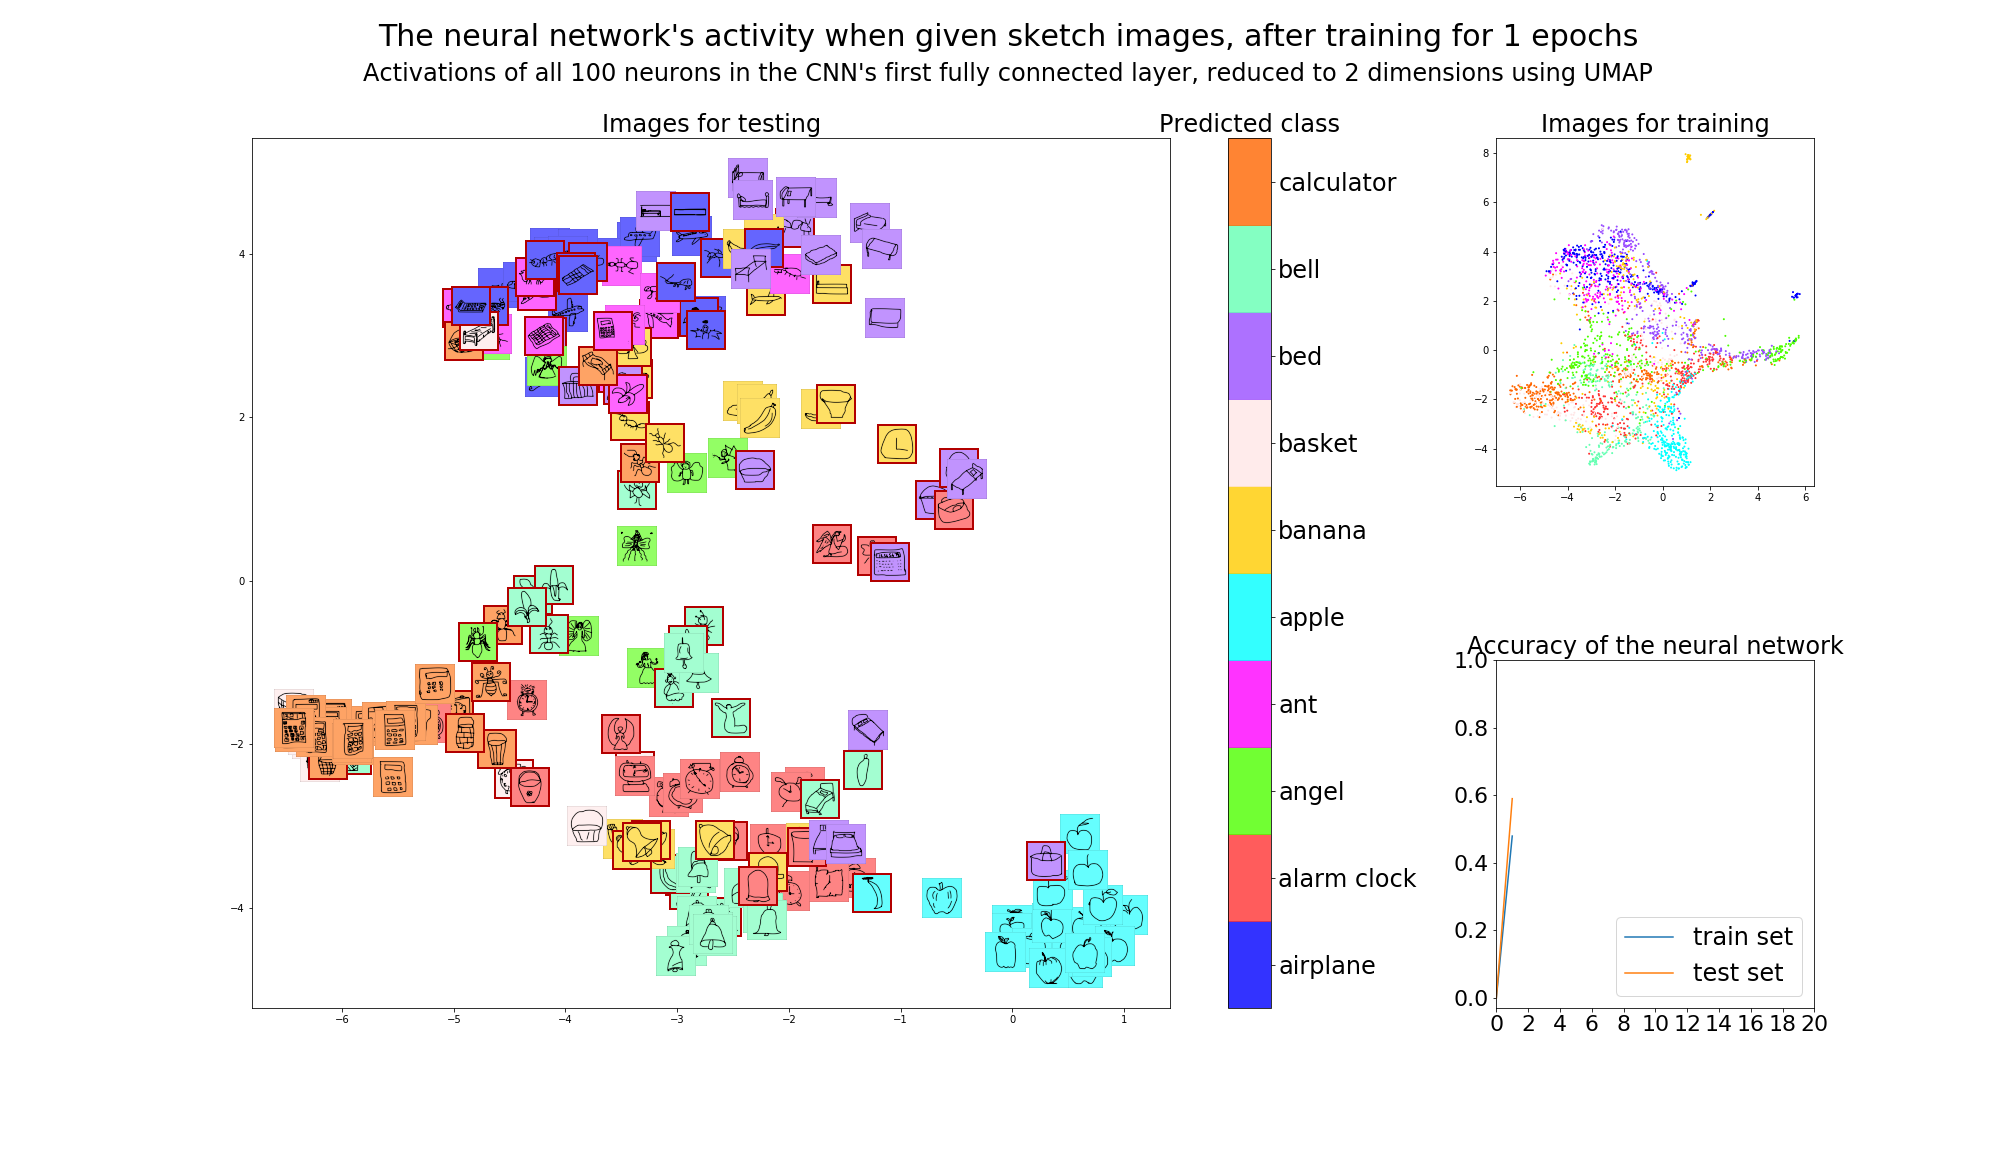 The neural network's activity when given sketch images, after training for 1 epochs
Activations of all 100 neurons in the CNN's first fully connected layer, reduced to 2 dimensions using UMAP
Images for testing
4
2
0
−2
−4
−6 −5 −4 −3 −2 −1 0 1
Predicted class
calculator
bell
bed
basket
banana
apple
ant
angel
alarm clock
airplane
Images for training
8
6
4
2
0
−2
−4
−6 −4 −2 0 2 4 6
Accuracy of the neural network
1.0
0.8
0.6
0.4
0.2
0.0
train set
test set
0 2 4 6 8 10 12 14 16 18 20